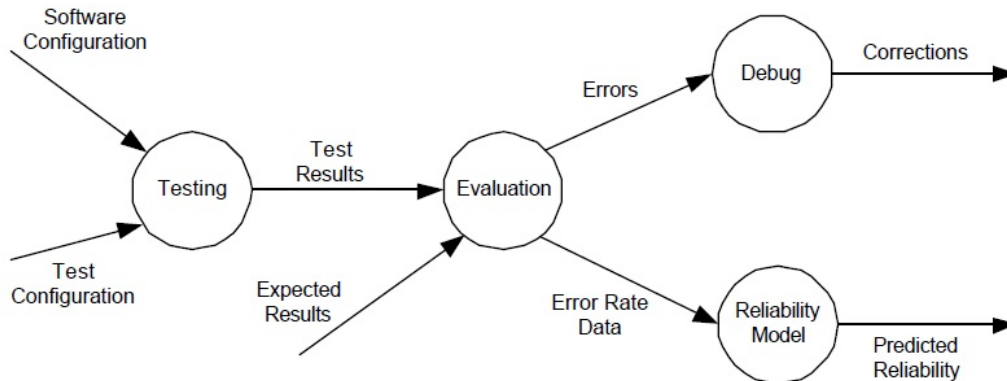 Software
Configuration
Testing
Test
Configuration
Test
Results
Expected
Results
Evaluation
Errors
Debug
Corrections
Error Rate
Data
Reliability
Model
Predicted
Reliability